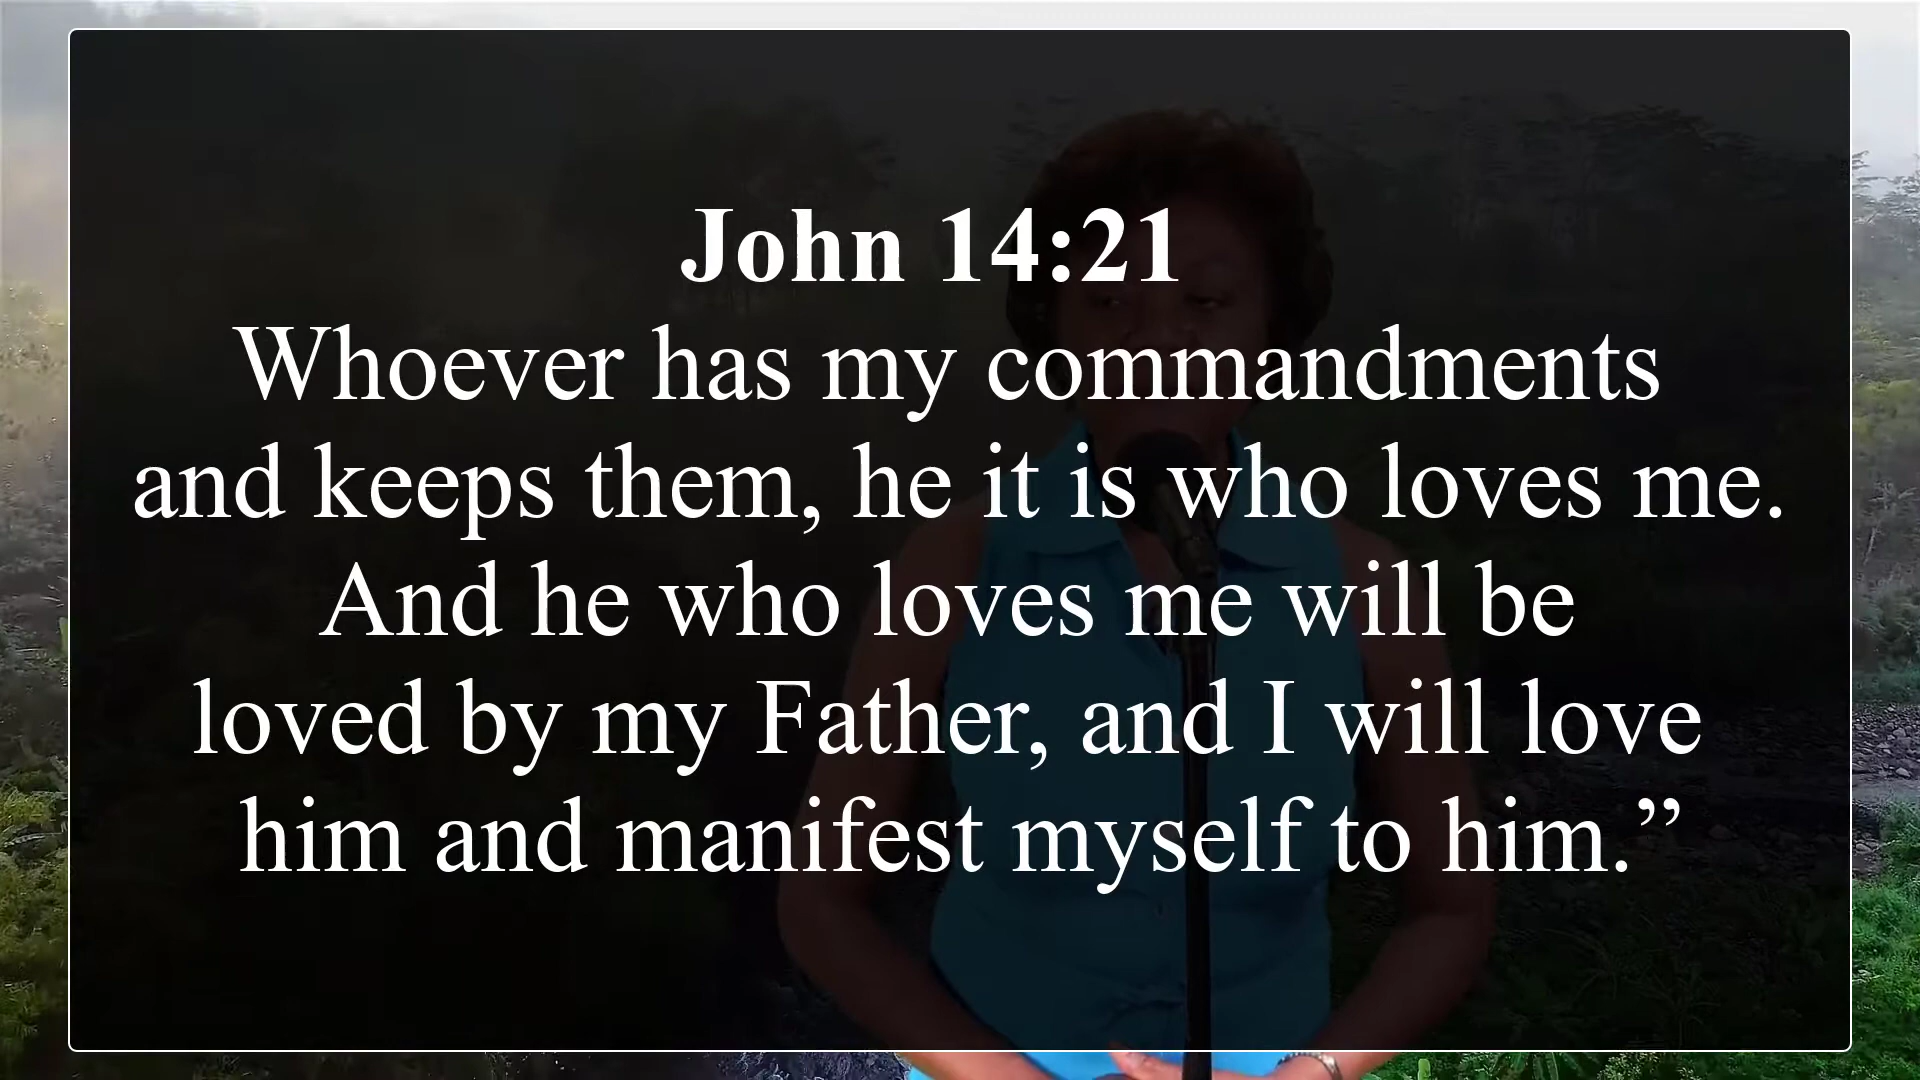 John 14:21
Whoever has my commandments
and keeps them, he it is who loves me.
And he who loves me will be
loved by my Father, and I will love
him and manifest myself to him.”